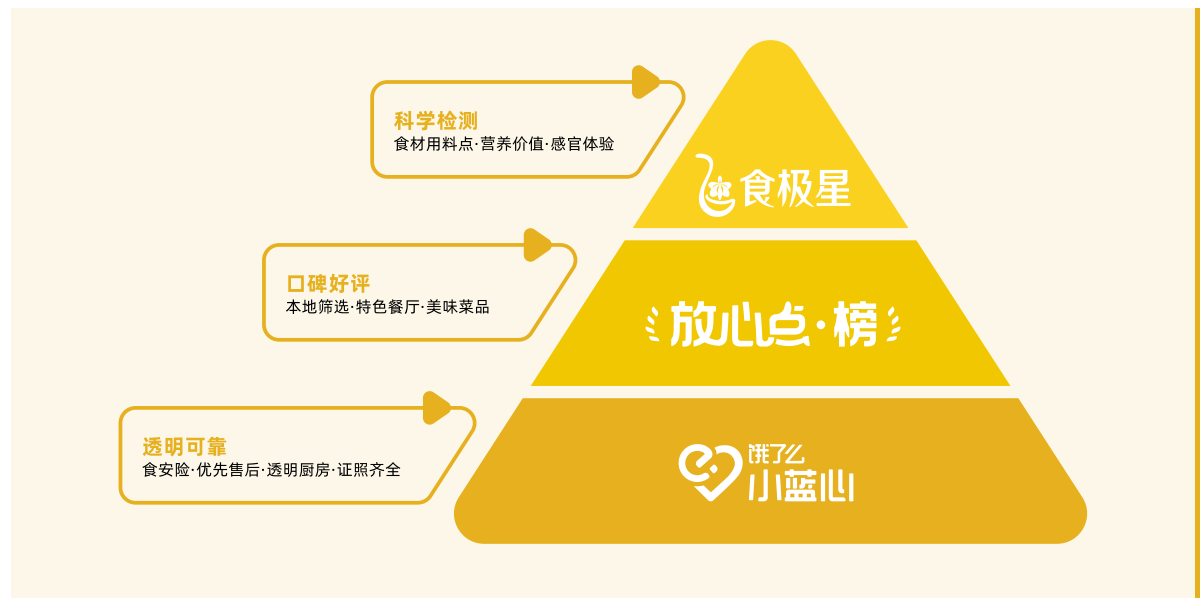 科学检测
食材用料点·营养价值·感官体验
食极星
口碑好评
本地筛选·特色餐厅·美味菜品
放心点·榜
透明可靠
食安险·优先售后·透明厨房·证照齐全
饿了么
小蓝心